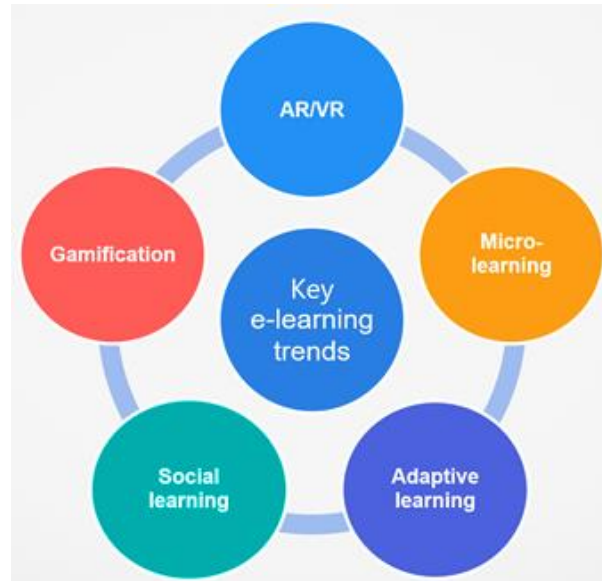 AR/VR
Micro-
learning
Gamification
Key
e-learning
trends
Social
learning
Adaptive
learning